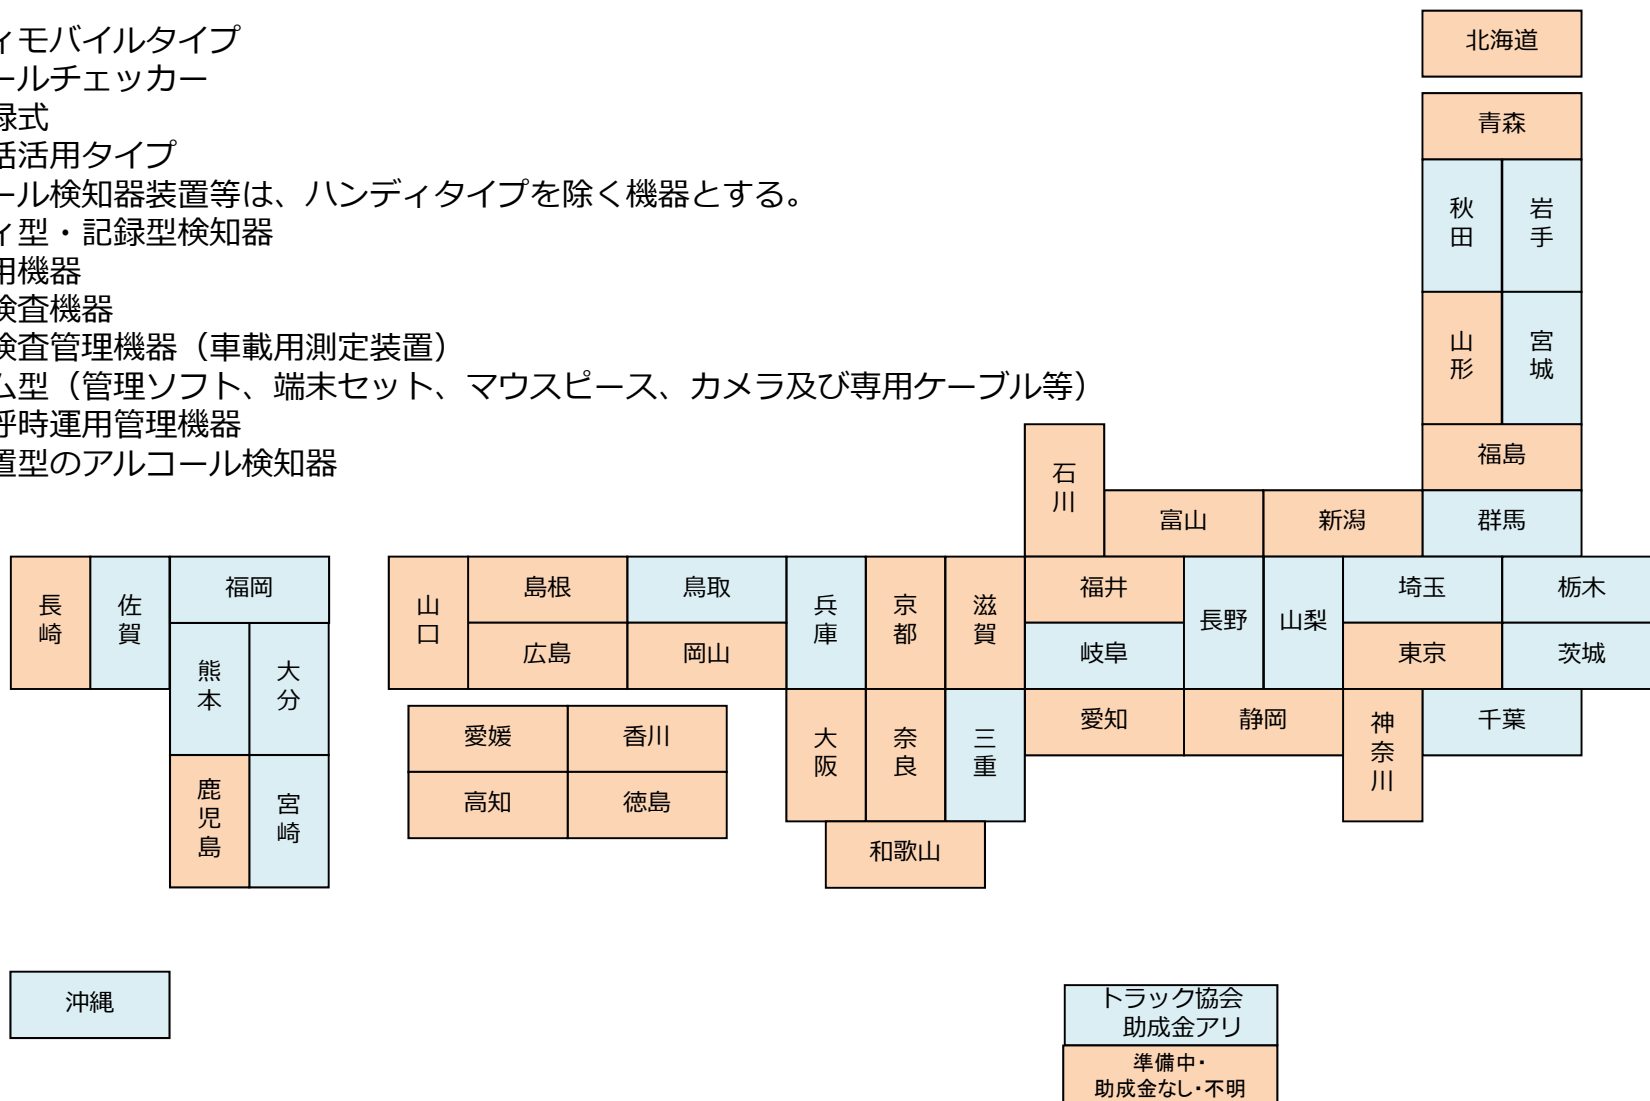 ィモバイルタイプ
ールチェッカー
録式
話活用タイプ
ール検知器装置等は、ハンディタイプを除く機器とする。
ィ型・記録型検知器
用機器
検査機器
検査管理機器（車載用測定装置）
ム型（管理ソフト、端末セット、マウスピース、カメラ及び専用ケーブル等）
呼時運用管理機器
置型のアルコール検知器
北海道
青森
秋田
岩手
山形
宮城
福島
石川
富山
新潟
群馬
長崎
佐賀
福岡
山口
島根
鳥取
兵庫
京都
滋賀
福井
長野
山梨
埼玉
栃木
熊本
大分
広島
岡山
岐阜
東京
茨城
愛媛
香川
大阪
奈良
三重
愛知
静岡
神奈川
千葉
鹿児島
宮崎
高知
徳島
和歌山
沖縄
トラック協会
助成金アリ
準備中・
助成金なし・不明